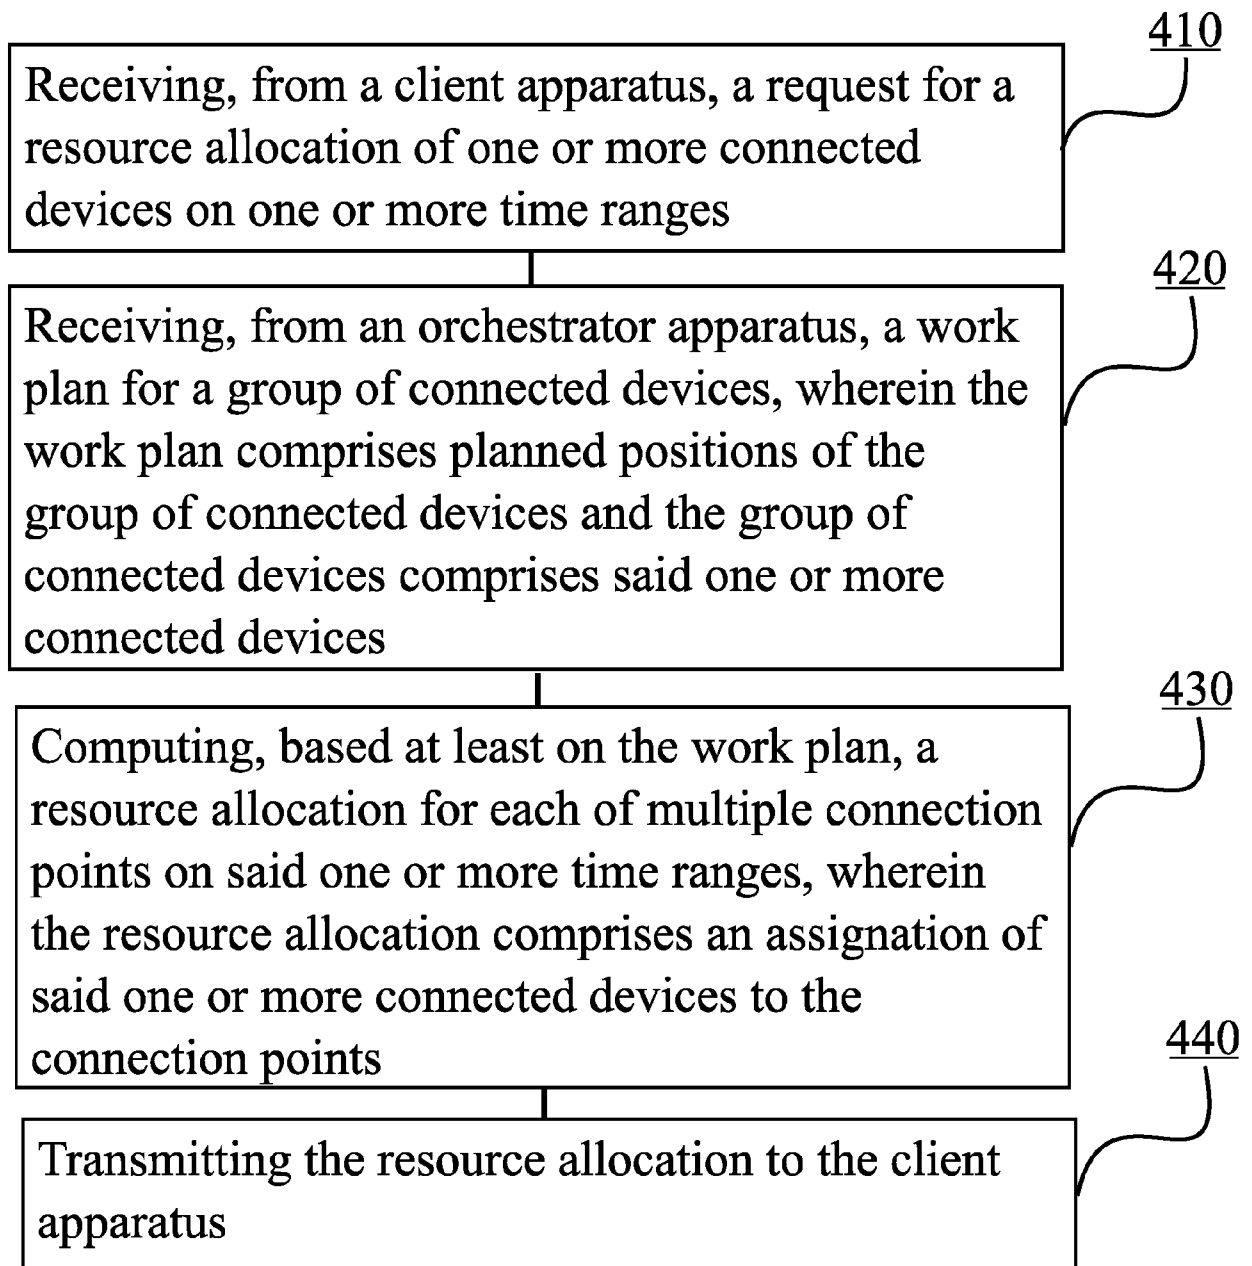 410
Receiving, from a client apparatus, a request for a
resource allocation of one or more connected
devices on one or more time ranges
420
Receiving, from an orchestrator apparatus, a work
plan for a group of connected devices, wherein the
work plan comprises planned positions of the
group of connected devices and the group of
connected devices comprises said one or more
connected devices
430
Computing, based at least on the work plan, a
resource allocation for each of multiple connection
points on said one or more time ranges, wherein
the resource allocation comprises an assignation of
said one or more connected devices to the
connection points
440
Transmitting the resource allocation to the client
apparatus